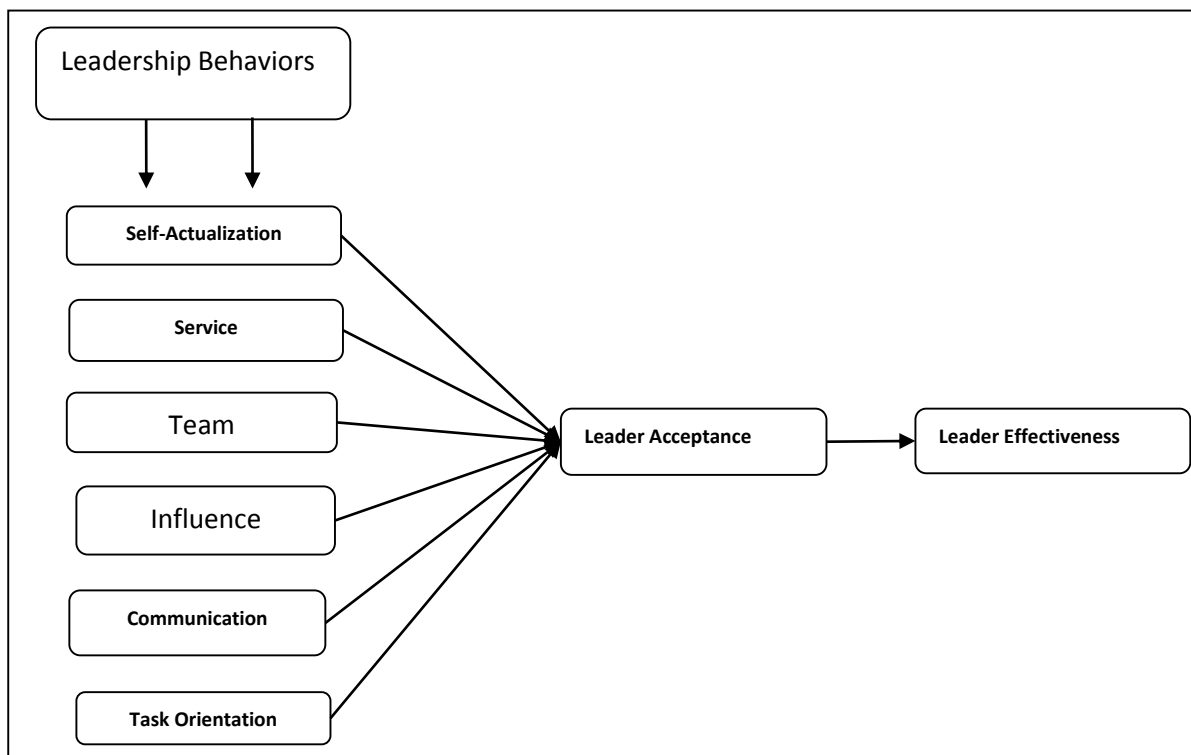 Leadership Behaviors
Self-Actualization
Service
Team
Influence
Communication
Task Orientation
Leader Acceptance
Leader Effectiveness